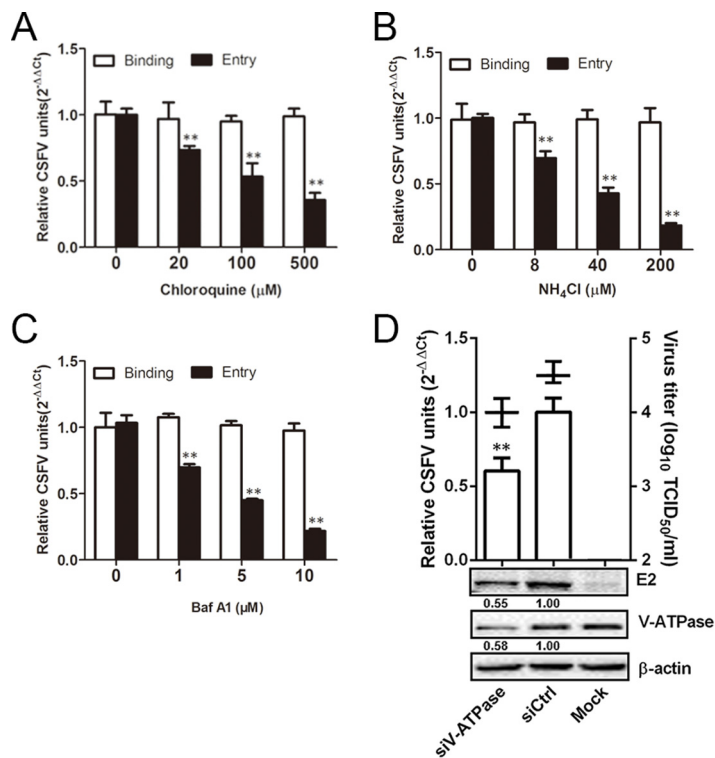 A
Relative CSFV units(2-ΔΔCt)
1.5
1.0
0.5
0.0
Binding
Entry
**
**
**
0 20 100 500
Chloroquine (μM)
B
Relative CSFV units(2-ΔΔCt)
1.5
1.0
0.5
0.0
Binding
Entry
**
**
**
0 8 40 200
NH4Cl (μM)
C
Relative CSFV units(2-ΔΔCt)
1.5
1.0
0.5
0.0
Binding
Entry
**
**
**
0 1 5 10
Baf A1 (μM)
D
Relative CSFV units (2-ΔΔCt)
1.5
1.0
0.5
0.0
**
5
4
3
2
Virus titer (log10 TCID50/ml)
E2
0.55 1.00
V-ATPase
0.58 1.00
β-actin
siV-ATPase
siCtrl
Mock